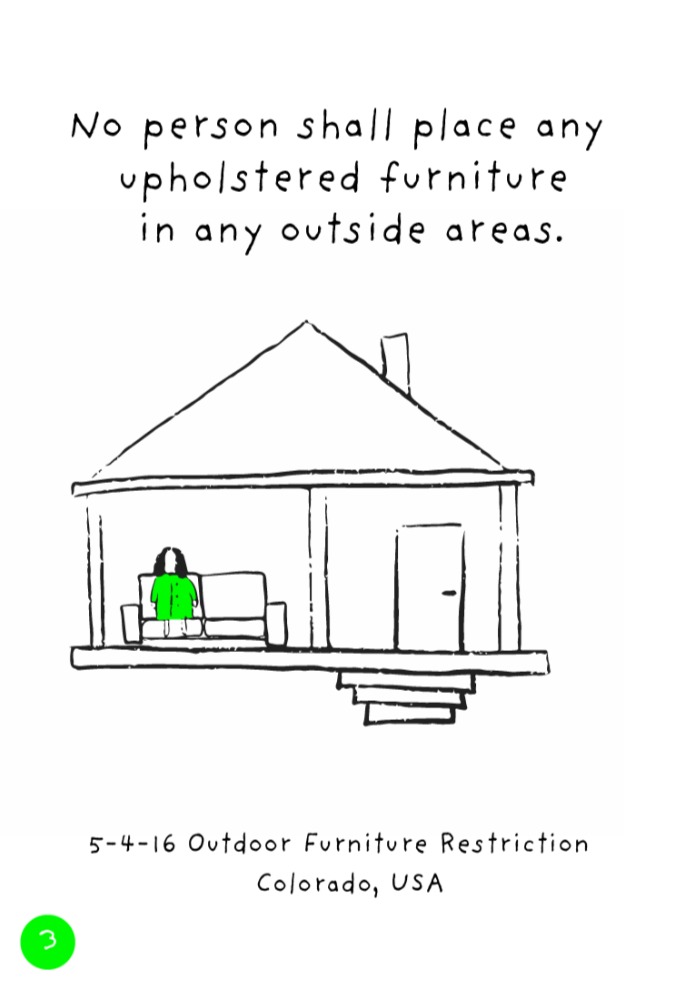 No person shall place any
upholstered furniture
in any outside areas.
5-4-16 Outdoor Furniture Restriction
Colorado, USA
3